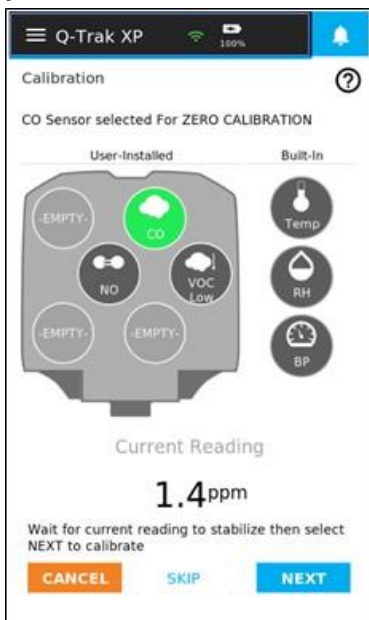 Q-Trak XP
100%
Calibration
?
CO Sensor selected For ZERO CALIBRATION
User-Installed
Built-In
-EMPTY-
CO
Temp
NO
VOC
Low
RH
-EMPTY-
-EMPTY-
BP
Current Reading
1.4 ppm
Wait for current reading to stabilize then select
NEXT to calibrate
CANCEL
SKIP
NEXT